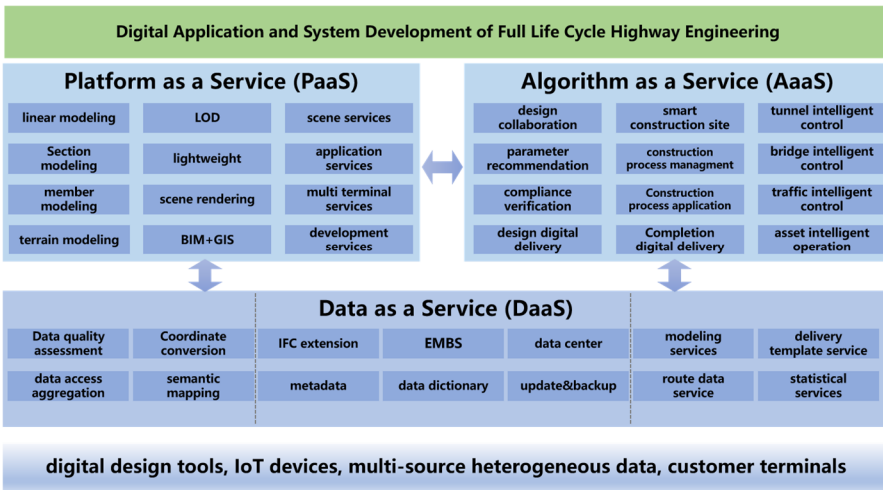 Digital Application and System Development of Full Life Cycle Highway Engineering
Platform as a Service (PaaS)
linear modeling
LOD
scene services
Section
modeling
lightweight
application
services
member
modeling
scene rendering
multi terminal
services
terrain modeling
BIM+GIS
development
services
Algorithm as a Service (AaaS)
design
collaboration
smart
construction site
tunnel intelligent
control
parameter
recommendation
construction
process managment
bridge intelligent
control
compliance
verification
Construction
process application
traffic intelligent
control
design digital
delivery
Completion
digital delivery
asset intelligent
operation
Data as a Service (DaaS)
Data quality
assessment
Coordinate
conversion
IFC extension
EMBS
data center
modeling
services
delivery
template service
data access
aggregation
semantic
mapping
metadata
data dictionary
update&backup
route data
service
statistical
services
digital design tools, IoT devices, multi-source heterogeneous data, customer terminals